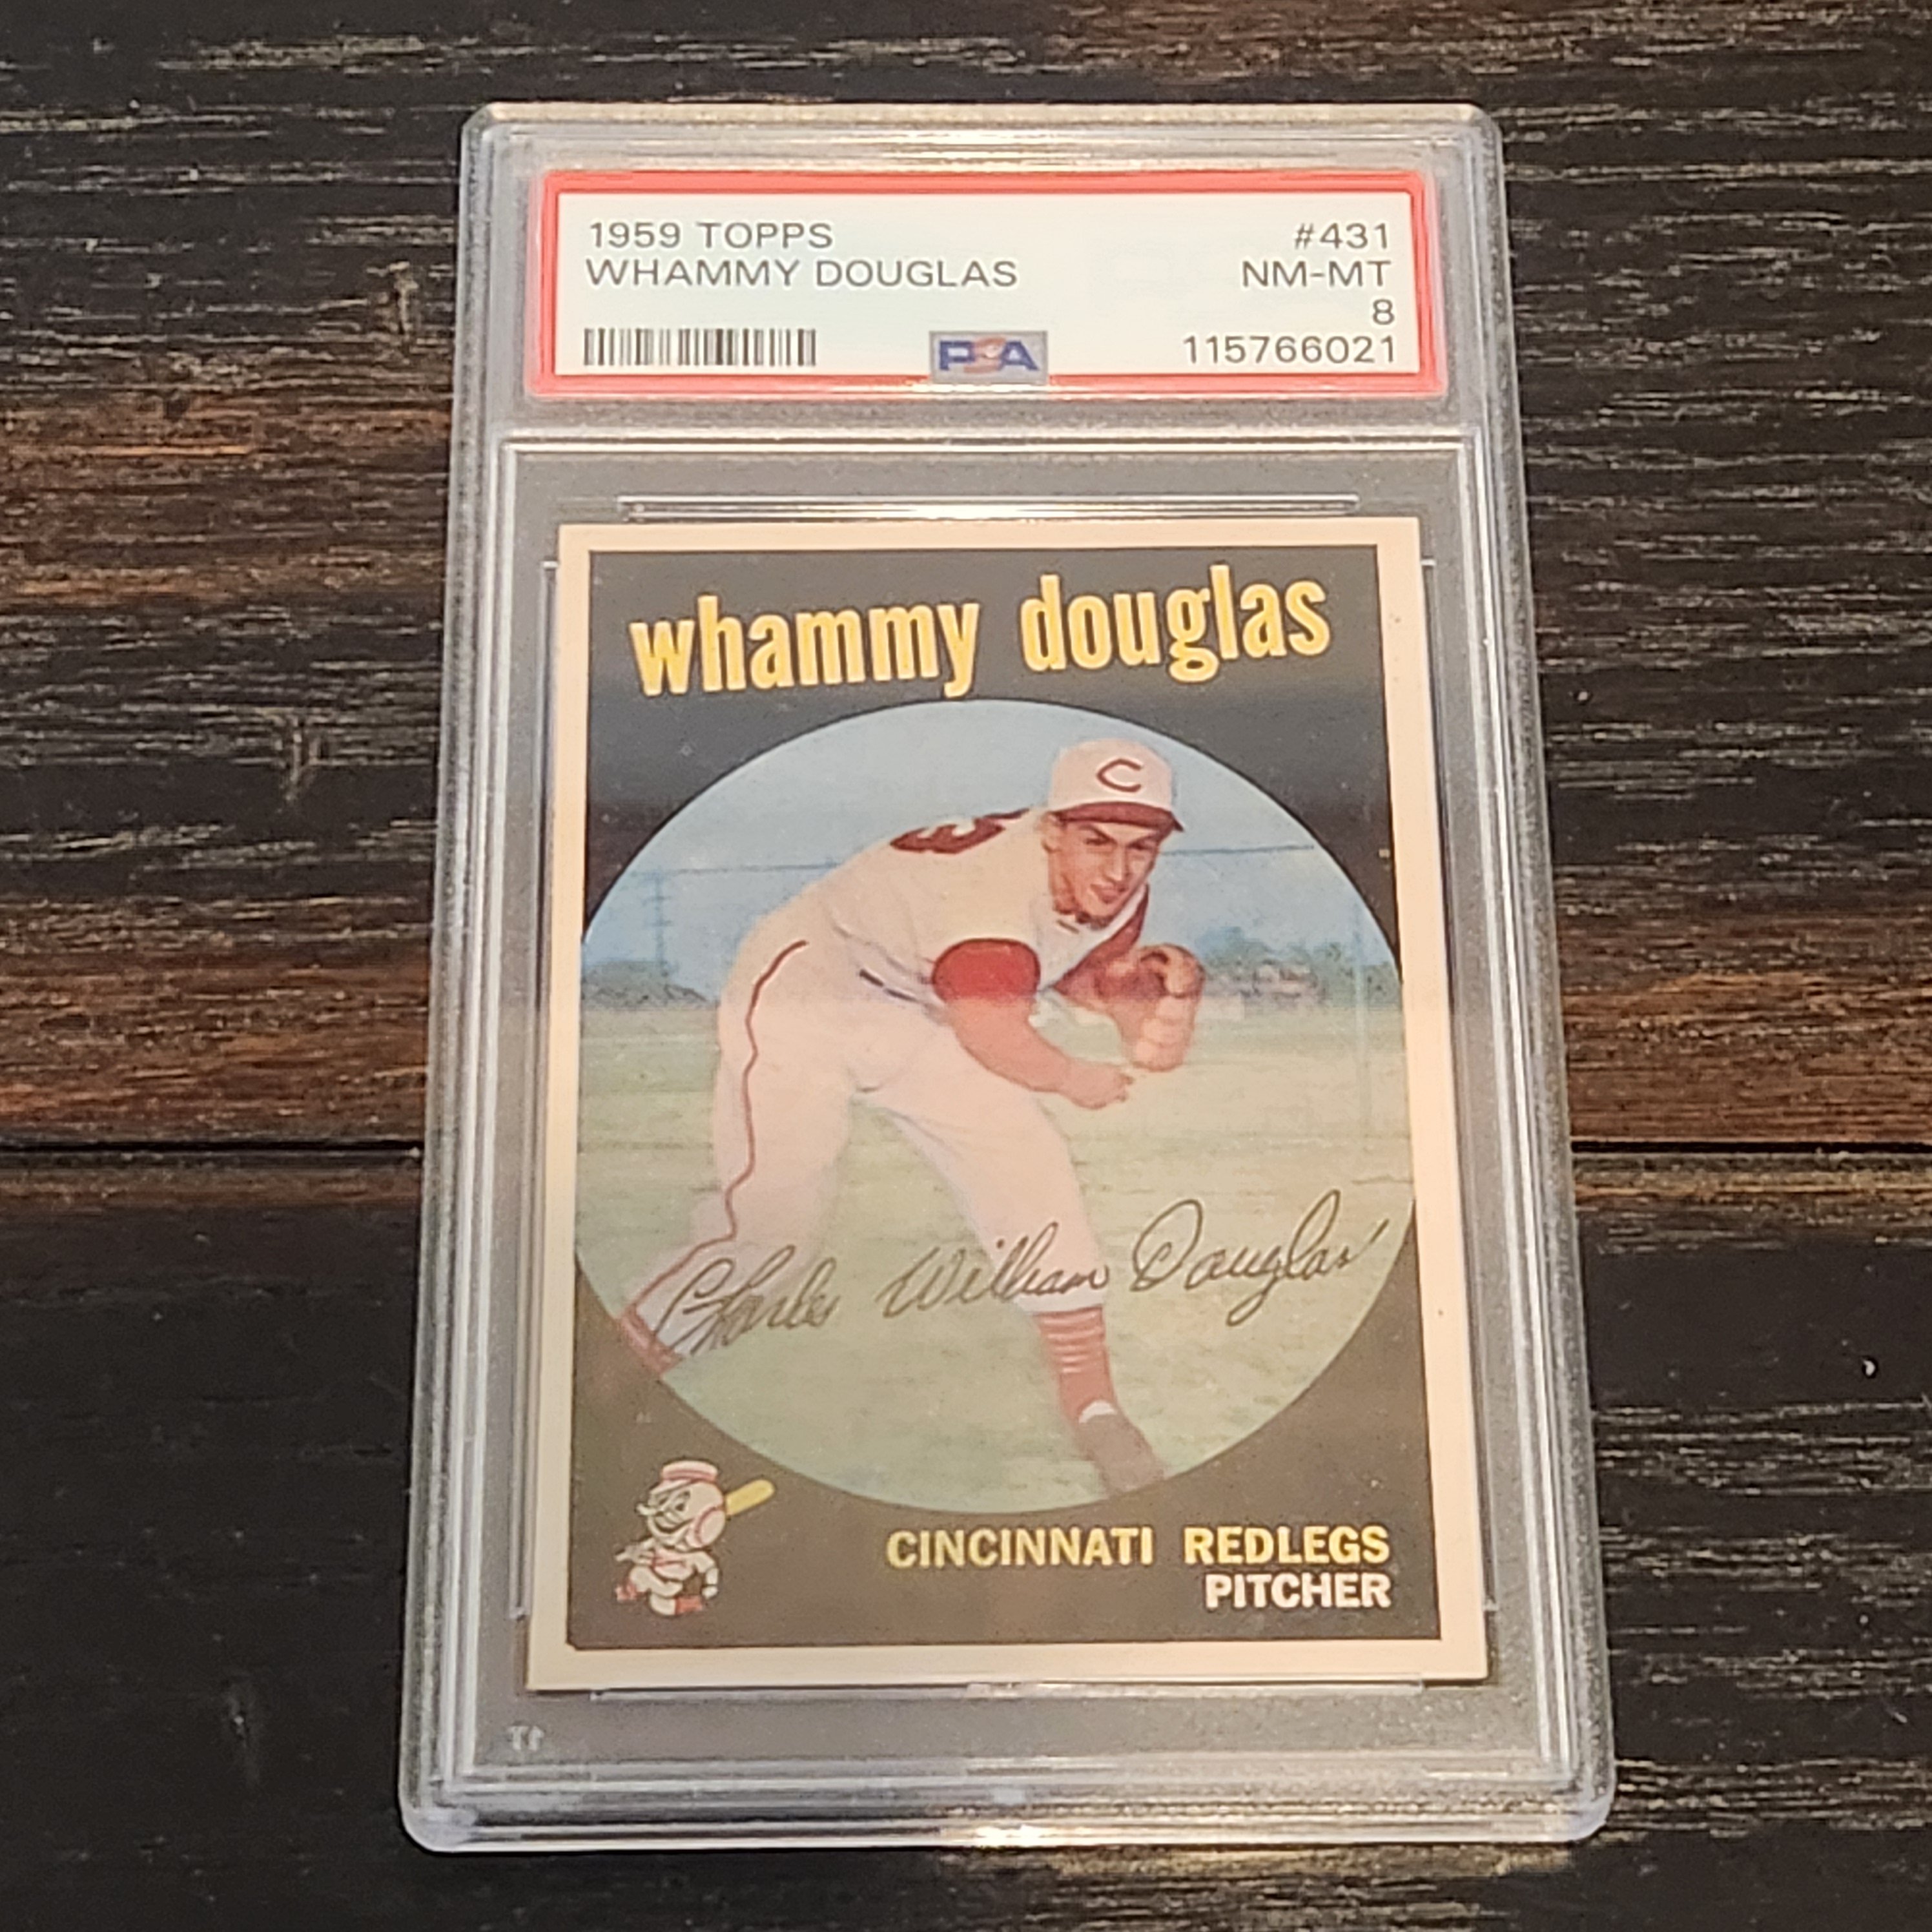 1959 TOPPS #431
WHAMMY DOUGLAS NM-MT
8
PSA 115766021
whammy douglas
C
Charles William Douglas
CINCINNATI REDLEGS
PITCHER